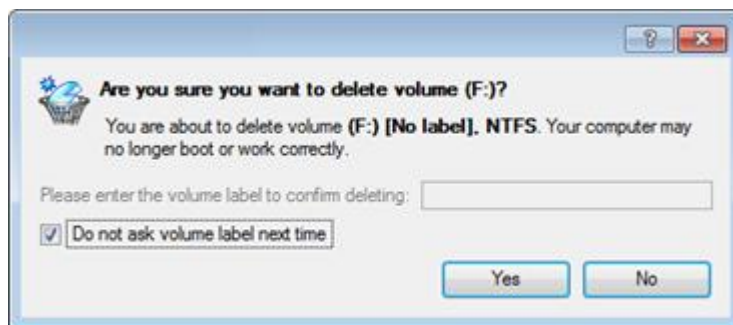 Are you sure you want to delete volume (F:)?
You are about to delete volume (F:) [No label], NTFS. Your computer may
no longer boot or work correctly.
Please enter the volume label to confirm deleting:
Do not ask volume label next time
Yes No